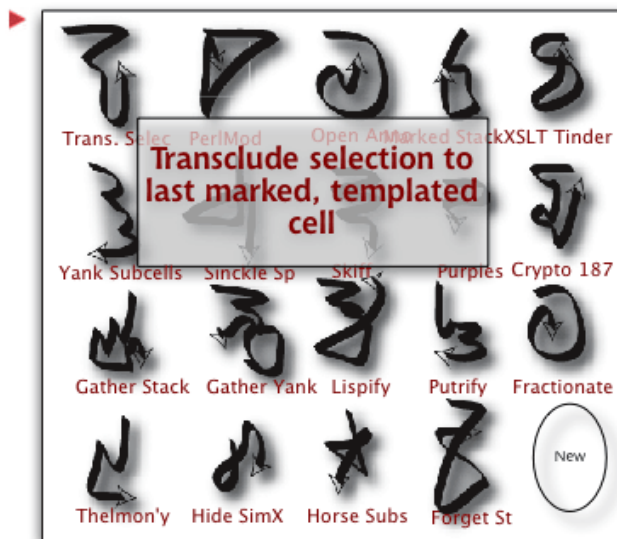 Trans. Selec PerlMod Open Anno Marked Stack XSLT Tinder
Transclude selection to
last marked, templated
cell
Yank Subcells Sinckle Sp Skiff Purples Crypto 187
Gather Stack Gather Yank Lispify Putrify Fractionate
New
Thelmon'y Hide SimX Horse Subs Forget St